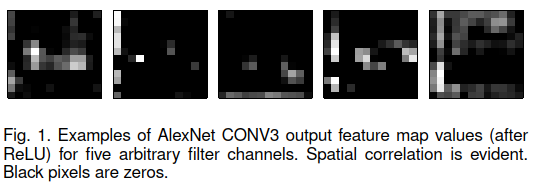 Fig. 1. Examples of AlexNet CONV3 output feature map values (after
ReLU) for five arbitrary filter channels. Spatial correlation is evident.
Black pixels are zeros.